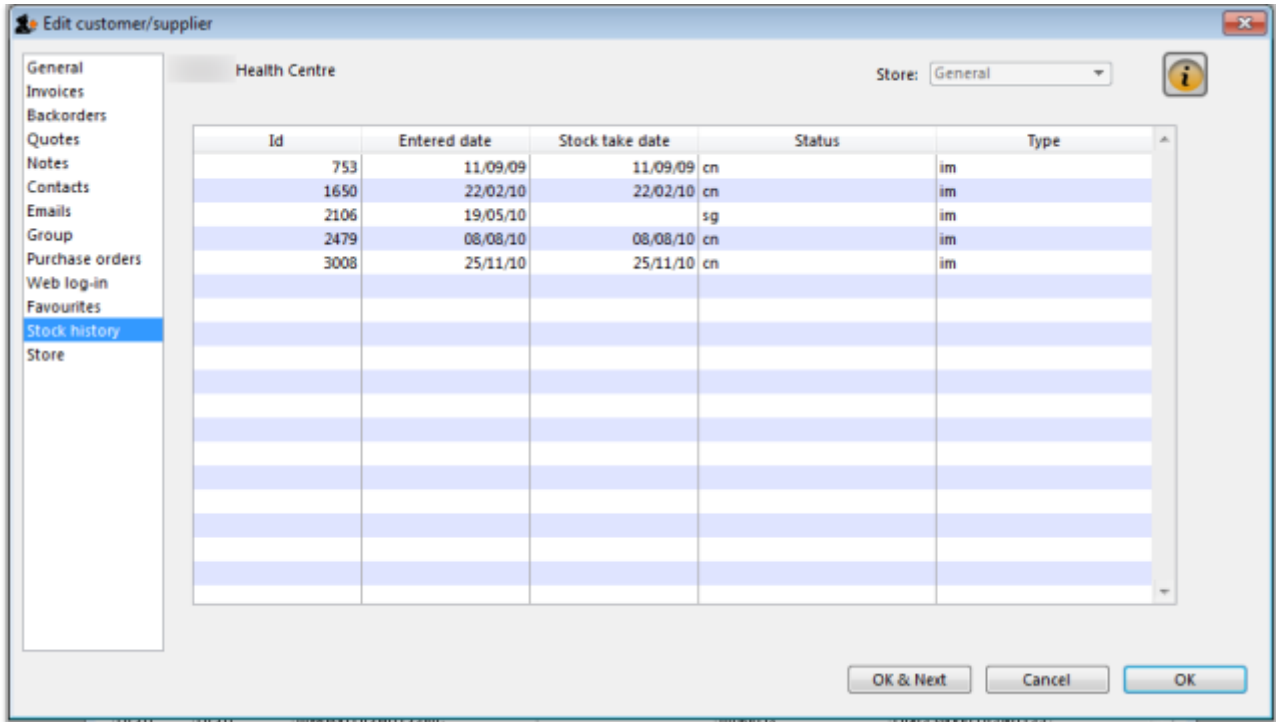 Edit customer/supplier
General
Invoices
Backorders
Quotes
Notes
Contacts
Emails
Group
Purchase orders
Web log-in
Favourites
Stock history
Store
Health Centre
Store: General
Id Entered date Stock take date Status Type
753 11/09/09 11/09/09 cn im
1650 22/02/10 22/02/10 cn im
2106 19/05/10 sg im
2479 08/08/10 08/08/10 cn im
3008 25/11/10 25/11/10 cn im
OK & Next Cancel OK